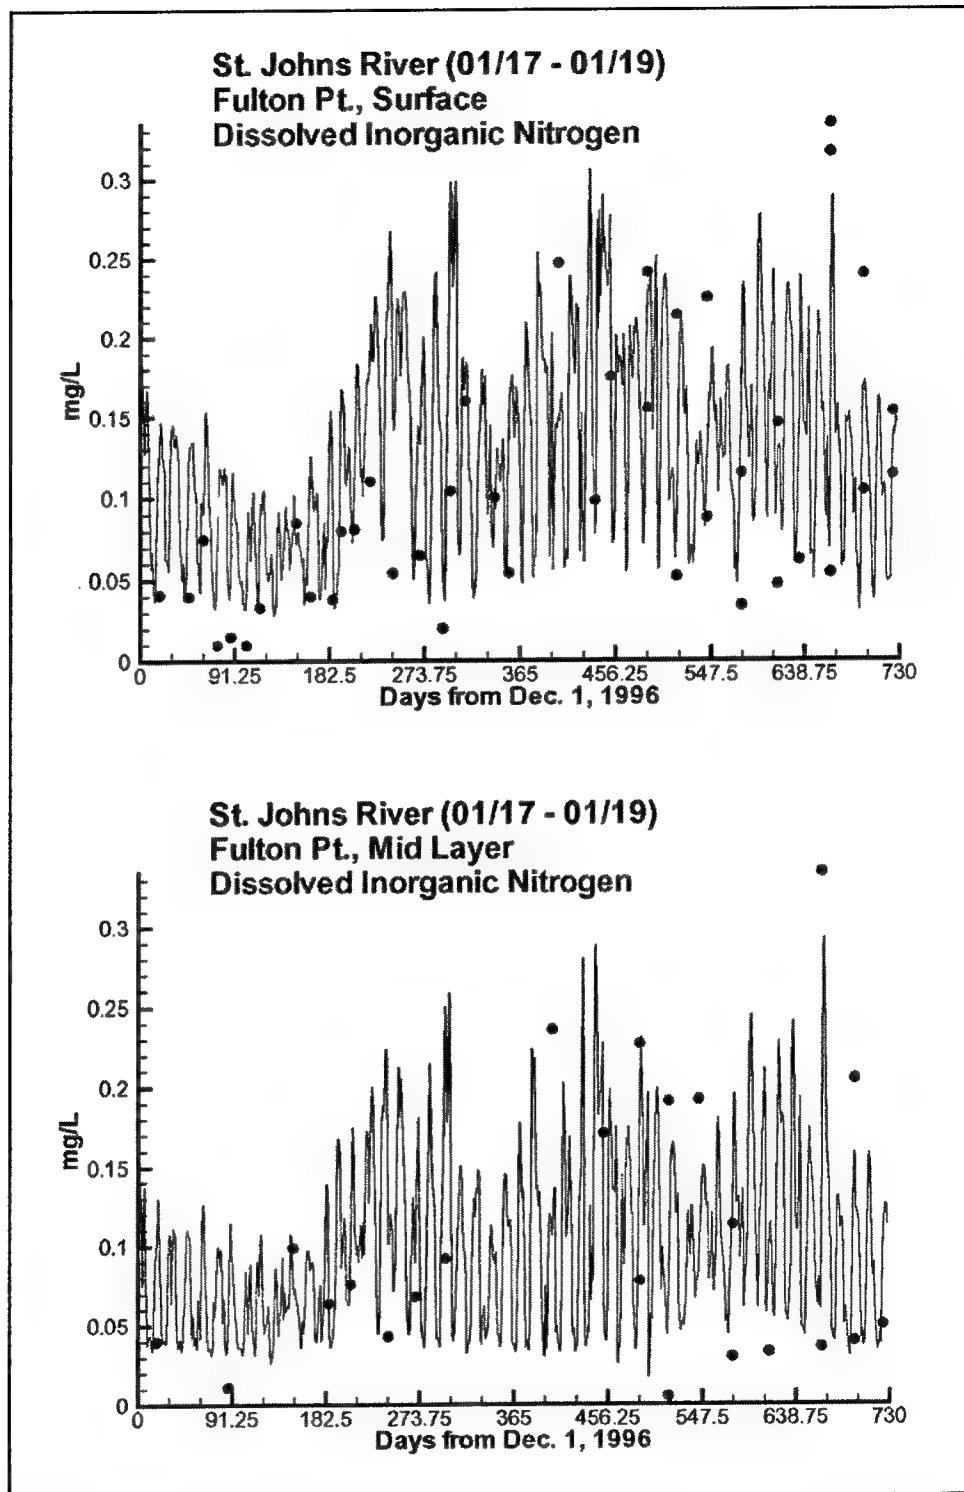 St. Johns River (01/17 - 01/19)
Fulton Pt., Surface
Dissolved Inorganic Nitrogen
0.3
0.25
0.2
0.15
0.1
0.05
0
mg/L
0 91.25 182.5 273.75 365 456.25 547.5 638.75 730
Days from Dec. 1, 1996
St. Johns River (01/17 - 01/19)
Fulton Pt., Mid Layer
Dissolved Inorganic Nitrogen
0.3
0.25
0.2
0.15
0.1
0.05
0
mg/L
0 91.25 182.5 273.75 365 456.25 547.5 638.75 730
Days from Dec. 1, 1996